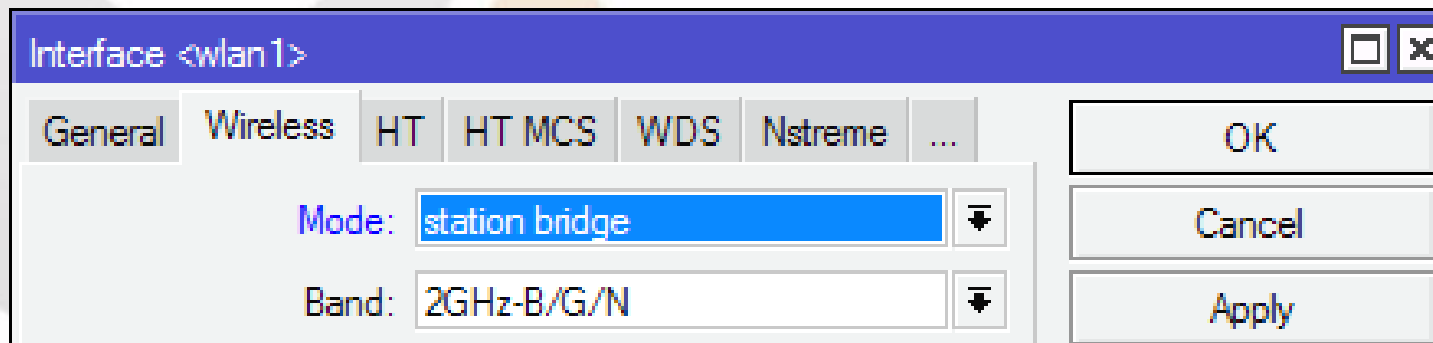 Interface <wlan1>
General Wireless HT HT MCS WDS Nstreme ...
OK
Mode: station bridge
Cancel
Band: 2GHz-B/G/N
Apply